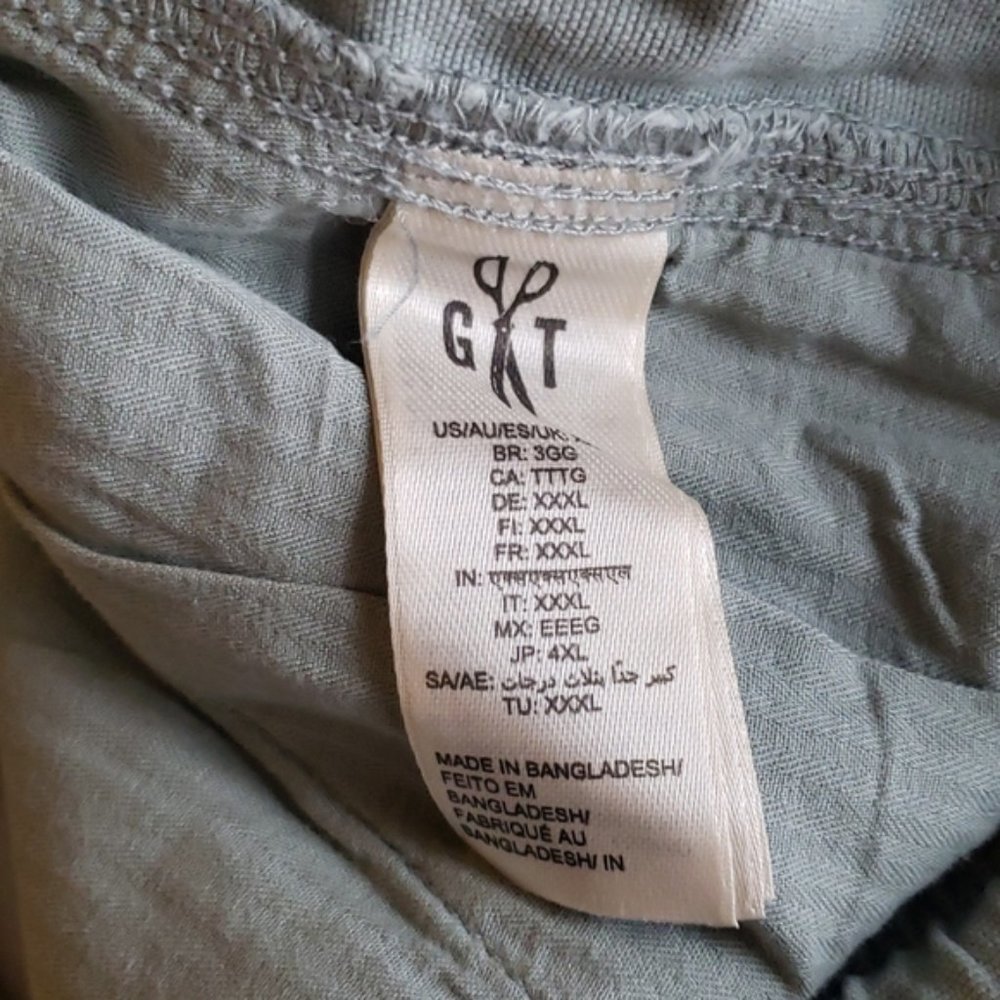 G T
US/AU/ES/UK:
BR: 3GG
CA: TTTG
DE: XXXL
FI: XXXL
FR: XXXL
IN: एक्सएक्सएक्सएल
IT: XXXL
MX: EEEG
JP: 4XL
SA/AE: كبير جدًا بثلاث درجات
TU: XXXL
MADE IN BANGLADESH/
FEITO EM
BANGLADESH/
FABRIQUÉ AU
BANGLADESH/ IN